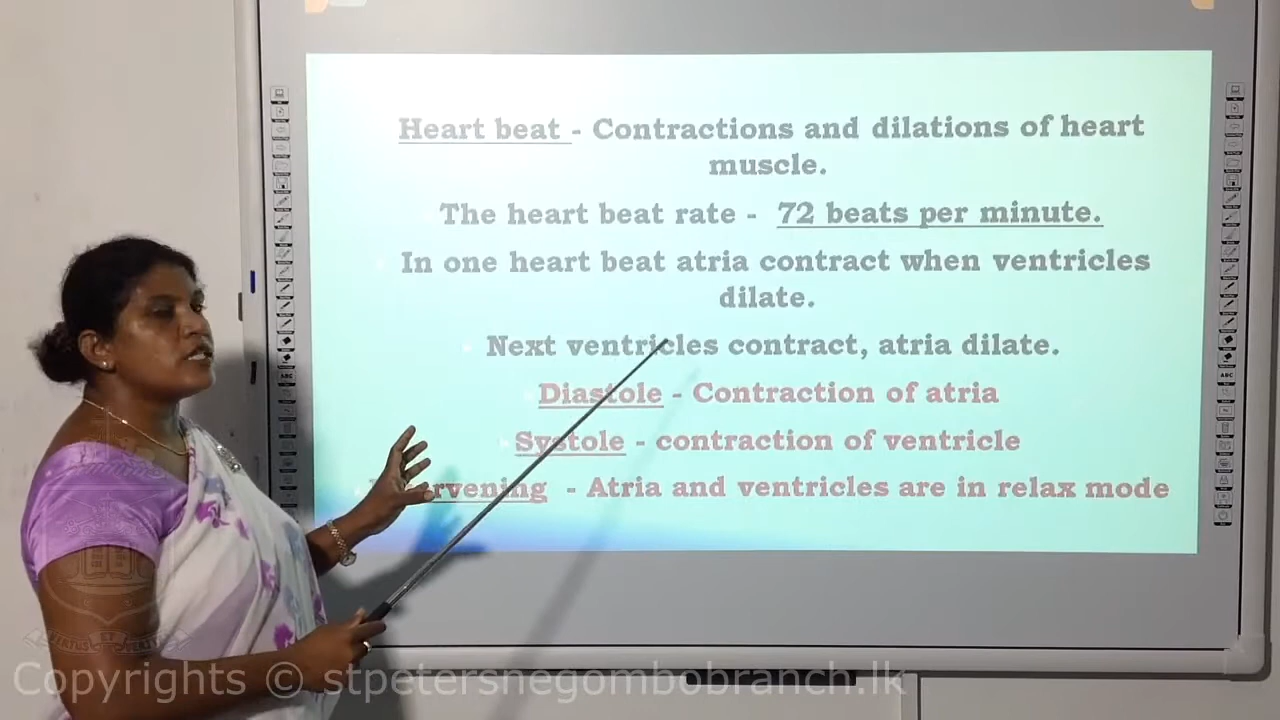 Heart beat - Contractions and dilations of heart
muscle.
The heart beat rate - 72 beats per minute.
In one heart beat atria contract when ventricles
dilate.
Next ventricles contract, atria dilate.
Diastole - Contraction of atria
Systole - contraction of ventricle
- Atria and ventricles are in relax mode
Copyrights © stpetersnegombobranch.lk